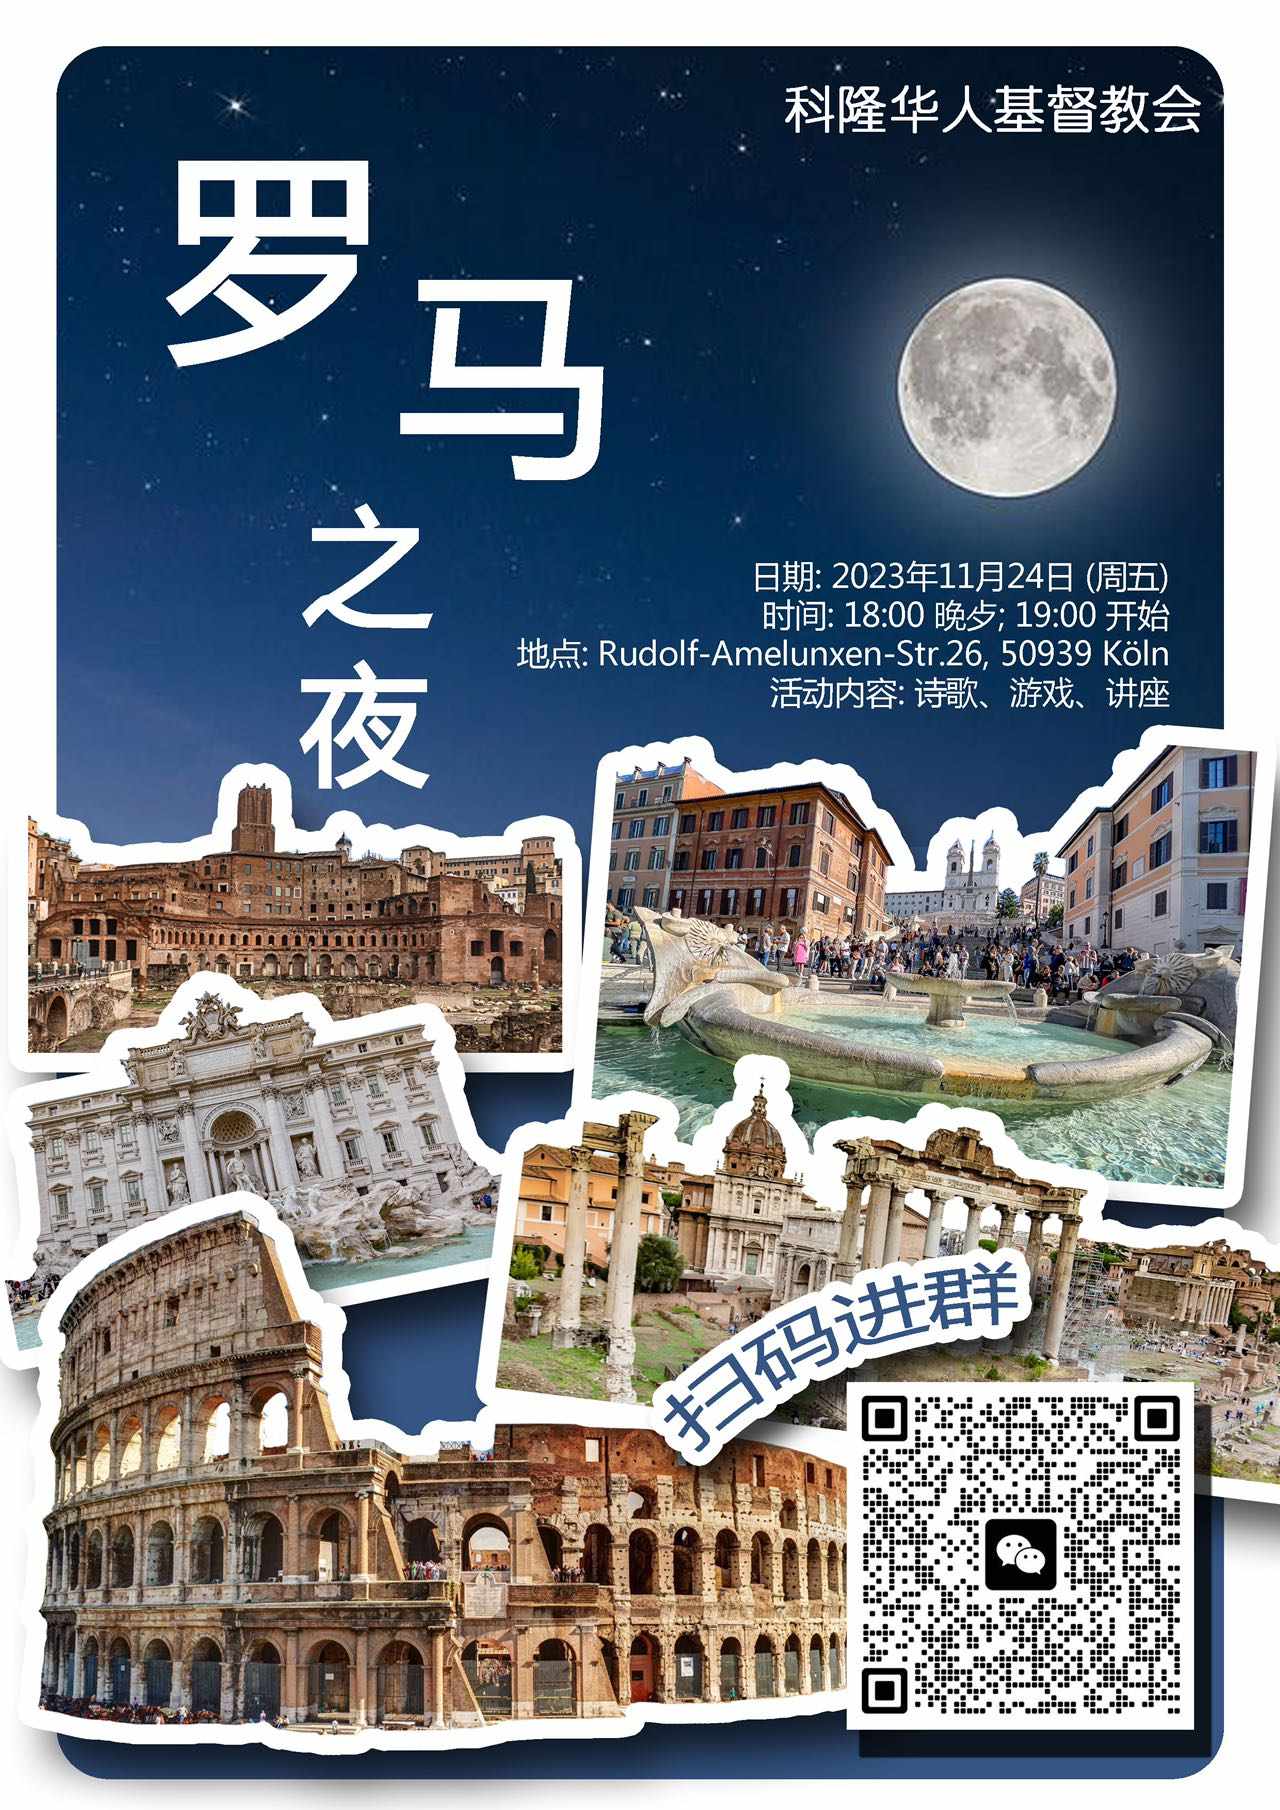 科隆华人基督教会
罗马
之夜
日期: 2023年11月24日 (周五)
时间: 18:00 晚歺; 19:00 开始
地点: Rudolf-Amelunxen-Str.26, 50939 Köln
活动内容: 诗歌、游戏、讲座
扫码进群